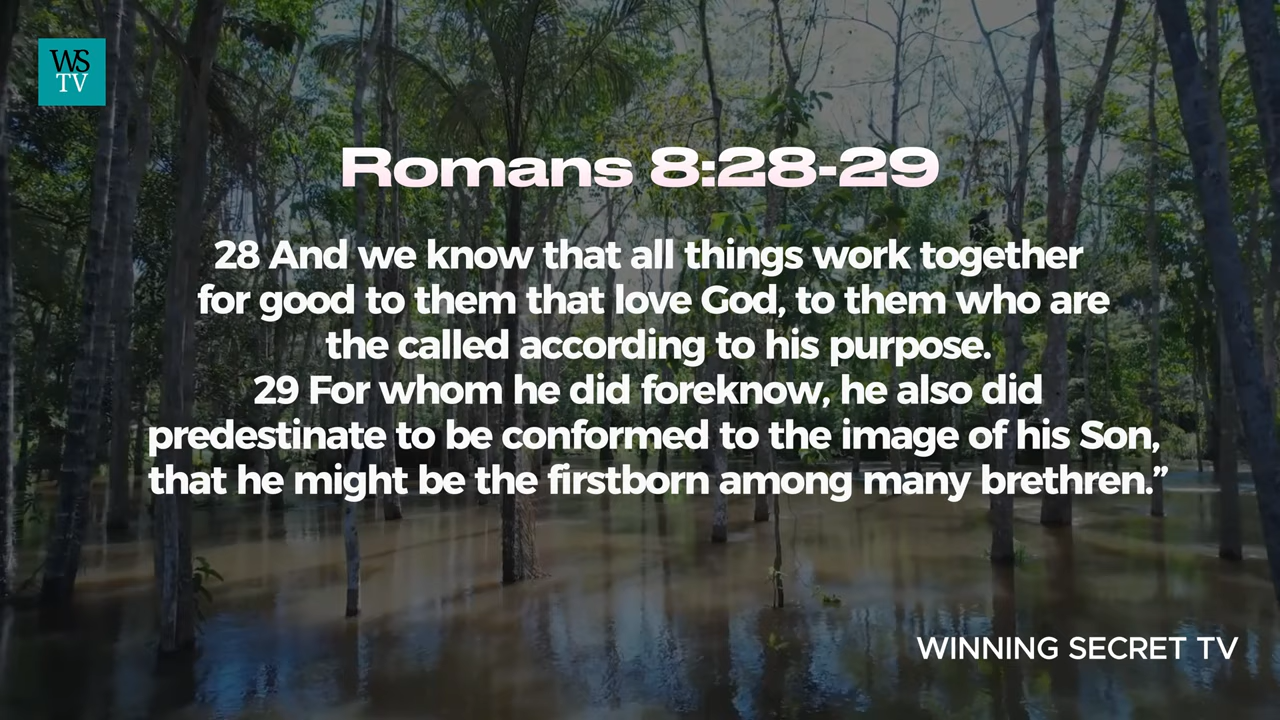 WS
TV
Romans 8:28-29
28 And we know that all things work together
for good to them that love God, to them who are
the called according to his purpose.
29 For whom he did foreknow, he also did
predestinate to be conformed to the image of his Son,
that he might be the firstborn among many brethren.”
WINNING SECRET TV